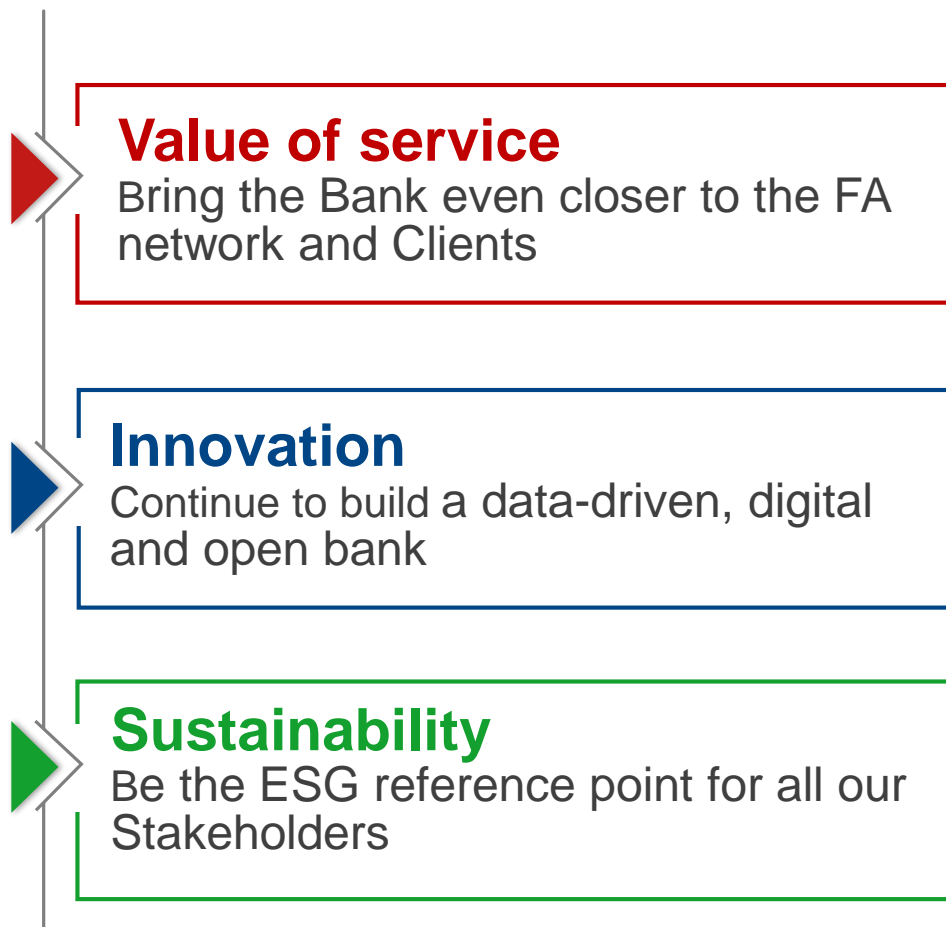 Value of service
Bring the Bank even closer to the FA
network and Clients
Innovation
Continue to build a data-driven, digital
and open bank
Sustainability
Be the ESG reference point for all our
Stakeholders